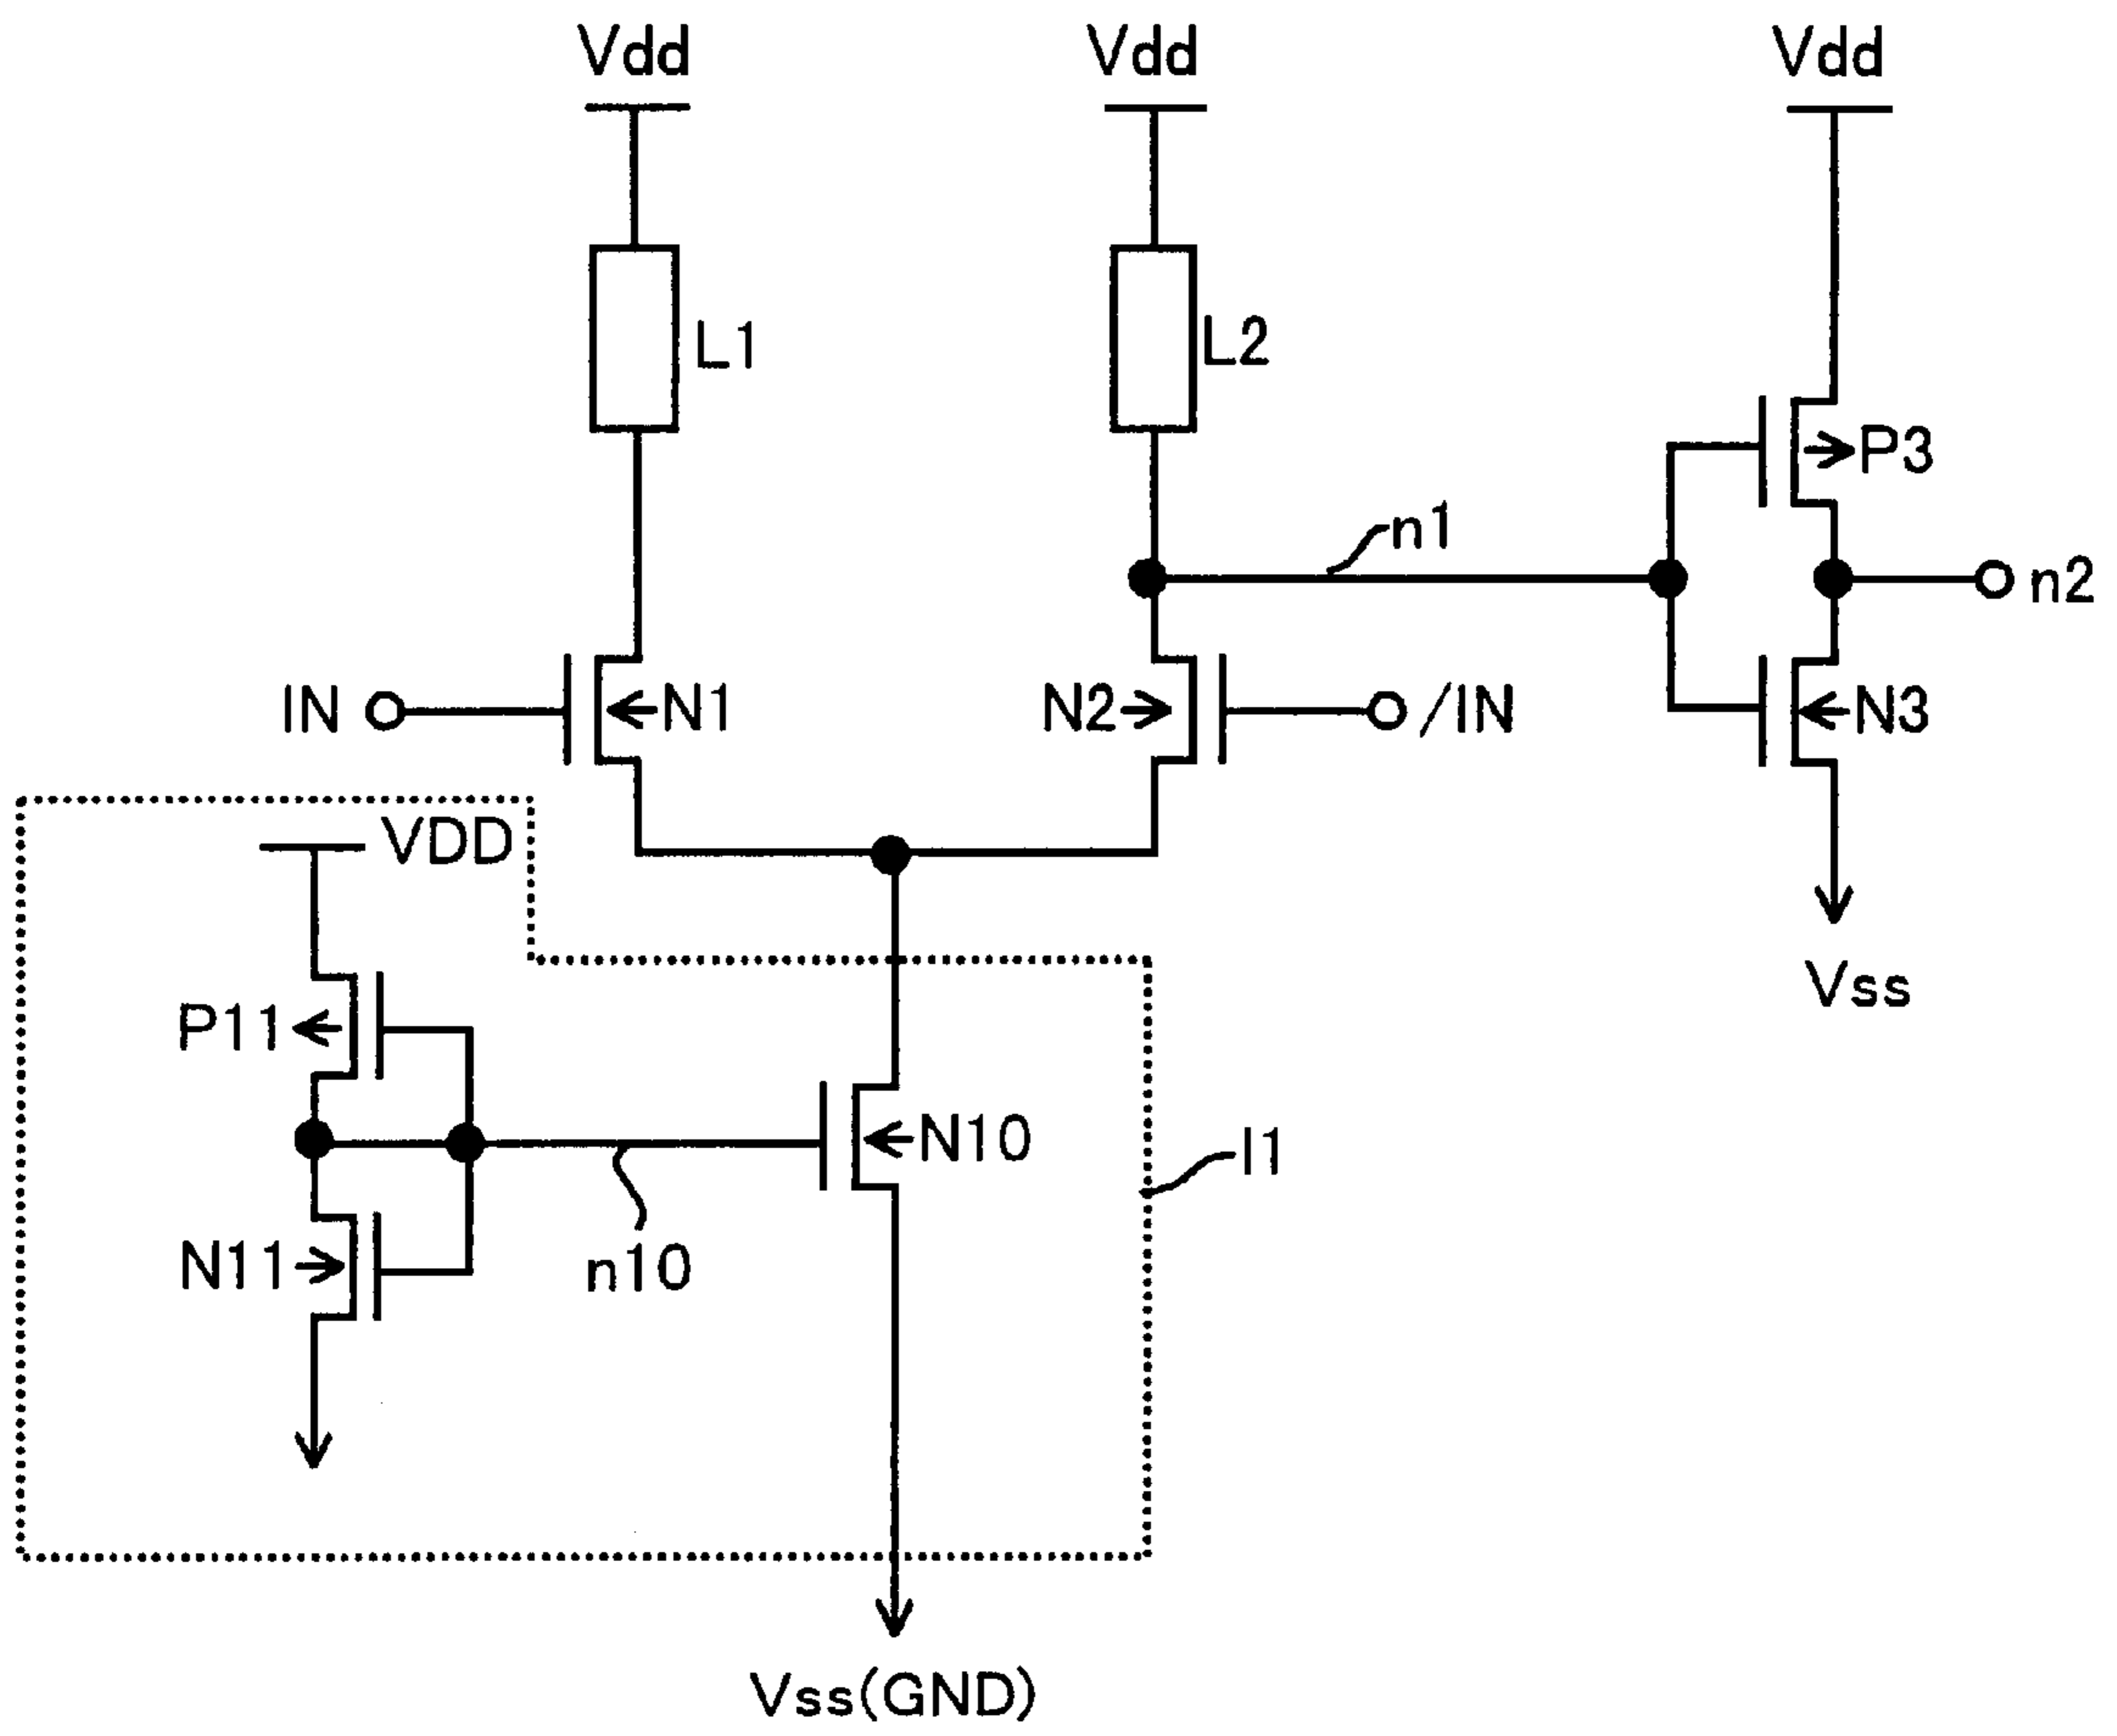 Vdd
Vdd
Vdd
L1
L2
P3
n1
n2
IN
N1
N2
/IN
N3
VDD
Vss
P11
N10
I1
N11
n10
Vss(GND)